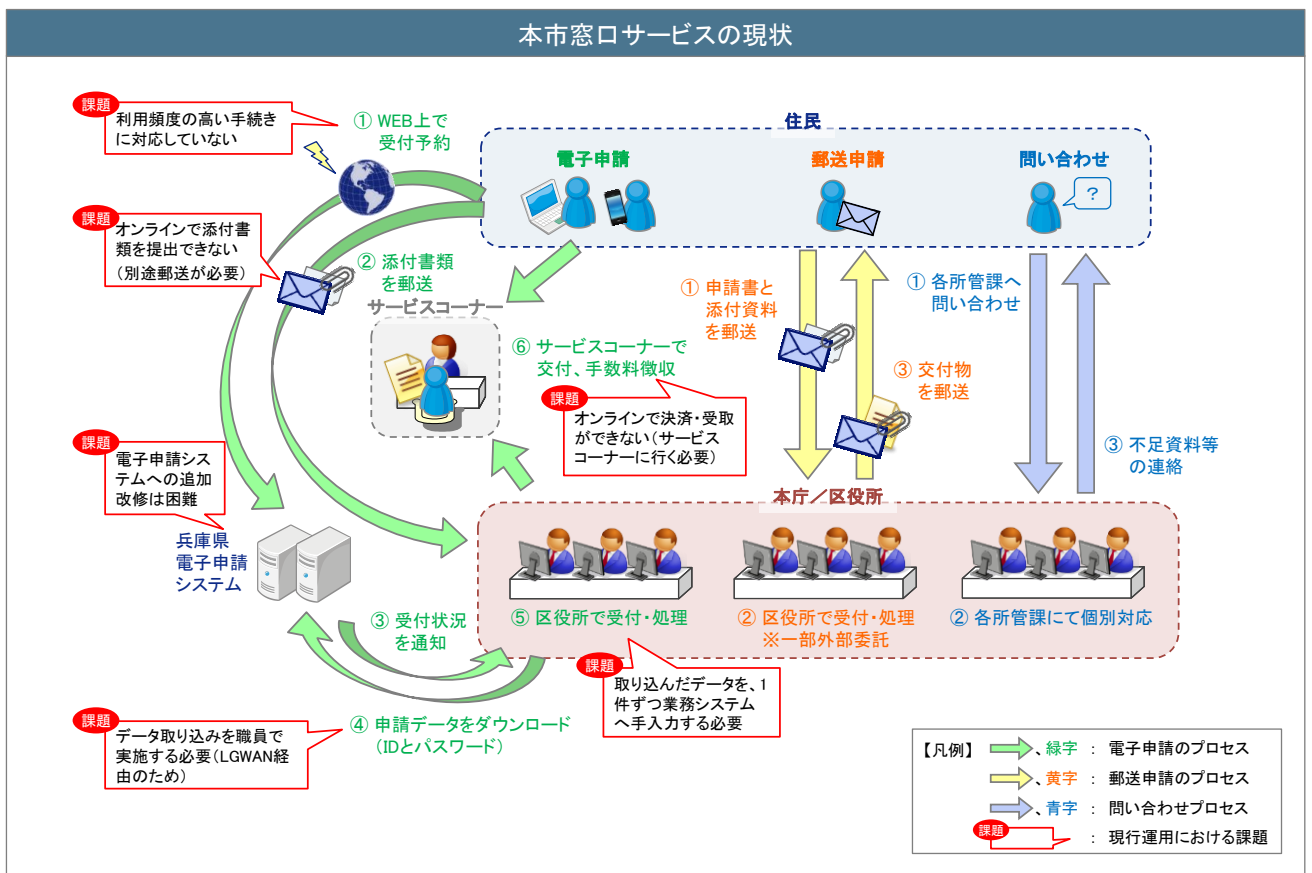 本市窓口サービスの現状
課題
利用頻度の高い手続き
に対応していない
① WEB上で
受付予約
住民
電子申請
郵送申請
問い合わせ
?
課題
オンラインで添付書
類を提出できない
(別途郵送が必要)
② 添付書類
を郵送
サービスコーナー
① 申請書と
添付資料
を郵送
① 各所管課へ
問い合わせ
⑥ サービスコーナーで
交付、手数料徴収
③ 交付物
を郵送
課題
オンラインで決済・受取
ができない(サービス
コーナーに行く必要)
③ 不足資料等
の連絡
課題
電子申請シス
テムへの追加
改修は困難
兵庫県
電子申請
システム
本庁/区役所
⑤ 区役所で受付・処理
② 区役所で受付・処理
※一部外部委託
② 各所管課にて個別対応
③ 受付状況
を通知
課題
取り込んだデータを、1
件ずつ業務システム
へ手入力する必要
課題
データ取り込みを職員で
実施する必要(LGWAN経
由のため)
④ 申請データをダウンロード
(IDとパスワード)
【凡例】
、緑字 : 電子申請のプロセス
、黄字 : 郵送申請のプロセス
、青字 : 問い合わせプロセス
課題 : 現行運用における課題